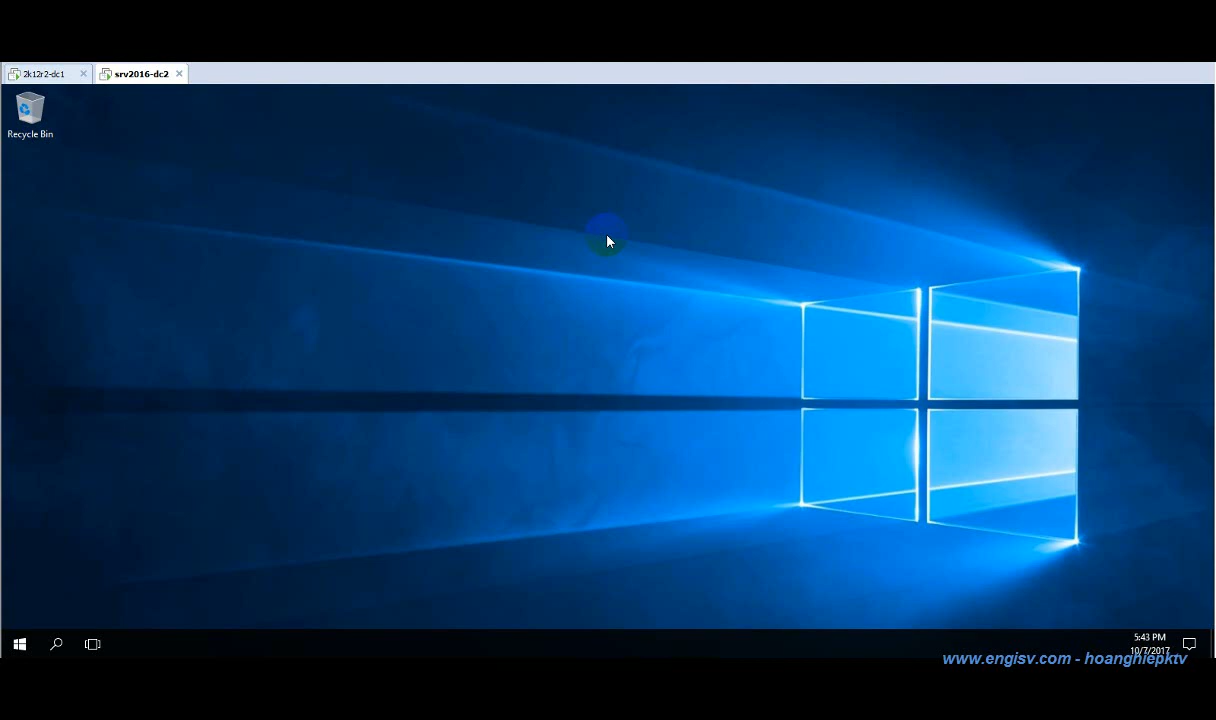 2k12r2-dc1
srv2016-dc2
Recycle Bin
5:43 PM
10/7/2017
www.engisv.com - hoanghiepktv